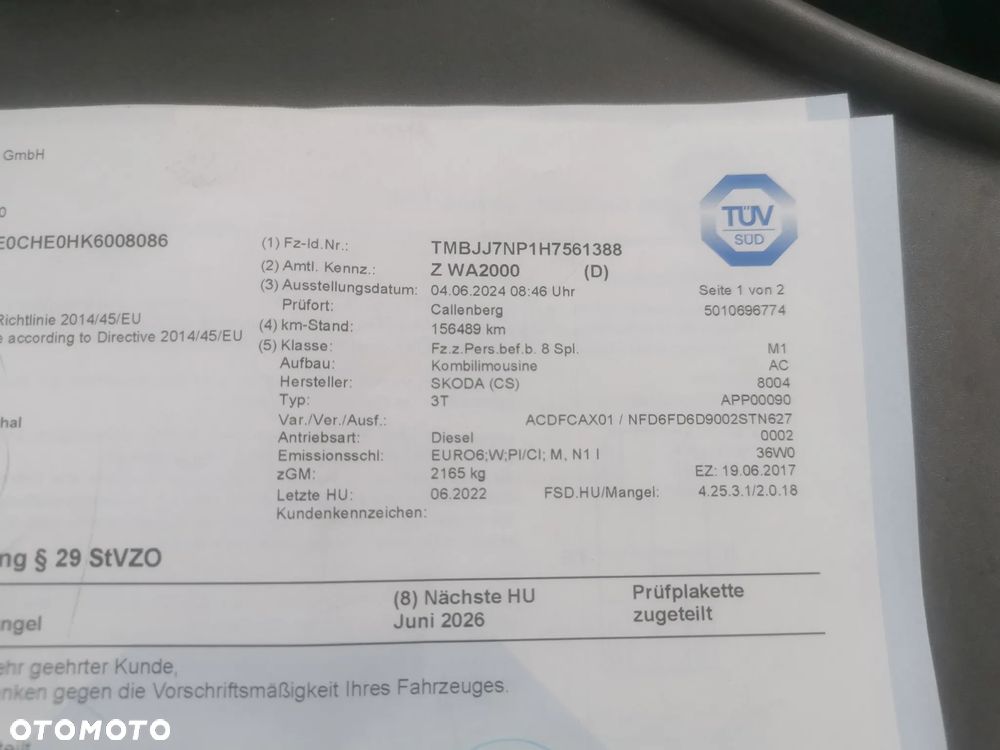 GmbH
TÜV
SÜD
0
E0CHE0HK6008086
(1) Fz-Id.Nr.: TMBJJ7NP1H7561388
(2) Amtl. Kennz.: Z WA2000 (D)
(3) Ausstellungsdatum: 04.06.2024 08:46 Uhr Seite 1 von 2
Prüfort: Callenberg 5010696774
Richtlinie 2014/45/EU
(4) km-Stand: 156489 km
e according to Directive 2014/45/EU
(5) Klasse: Fz.z.Pers.bef.b. 8 Spl. M1
Aufbau: Kombilimousine AC
Hersteller: SKODA (CS) 8004
Typ: 3T APP00090
hal
Var./Ver./Ausf.: ACDFCAX01 / NFD6FD6D9002STN627
Antriebsart: Diesel 0002
Emissionsschl: EURO6;W;PI/CI; M, N1 I 36W0
zGM: 2165 kg EZ: 19.06.2017
Letzte HU: 06.2022 FSD.HU/Mangel: 4.25.3.1/2.0.18
Kundenkennzeichen:
ng § 29 StVZO
(8) Nächste HU Prüfplakette
ngel Juni 2026 zugeteilt
ehr geehrter Kunde,
nken gegen die Vorschriftsmäßigkeit Ihres Fahrzeuges.
OTOMOTO